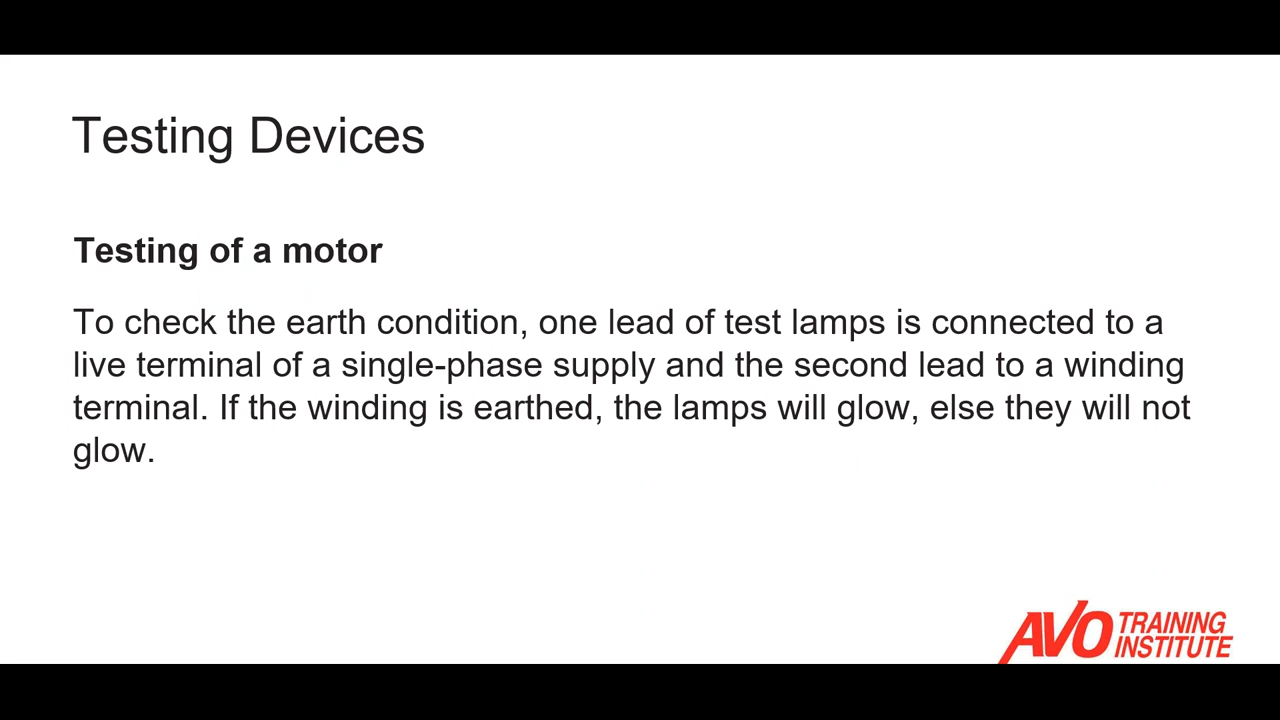 Testing Devices
Testing of a motor
To check the earth condition, one lead of test lamps is connected to a
live terminal of a single-phase supply and the second lead to a winding
terminal. If the winding is earthed, the lamps will glow, else they will not
glow.
AVO TRAINING
INSTITUTE